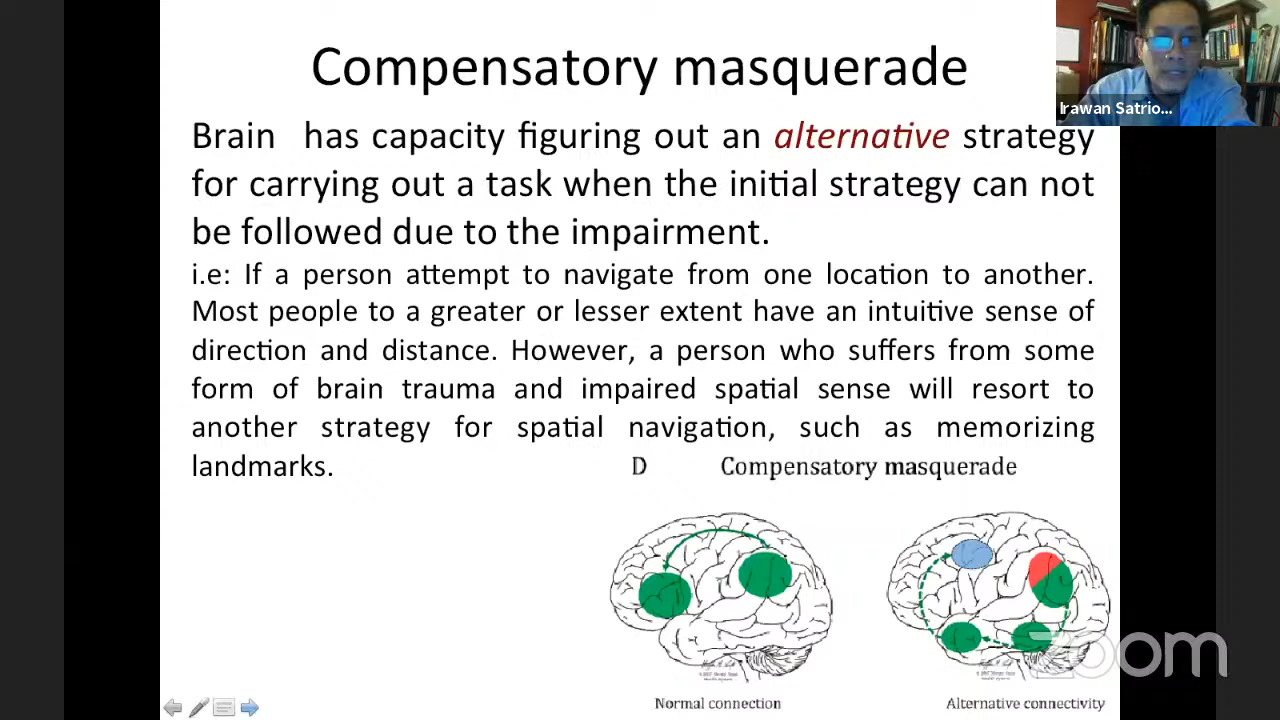 Compensatory masquerade
Irawan Satrio...
Brain has capacity figuring out an alternative strategy
for carrying out a task when the initial strategy can not
be followed due to the impairment.
i.e: If a person attempt to navigate from one location to another.
Most people to a greater or lesser extent have an intuitive sense of
direction and distance. However, a person who suffers from some
form of brain trauma and impaired spatial sense will resort to
another strategy for spatial navigation, such as memorizing
landmarks.
D Compensatory masquerade
zoom
Normal connection
Alternative connectivity